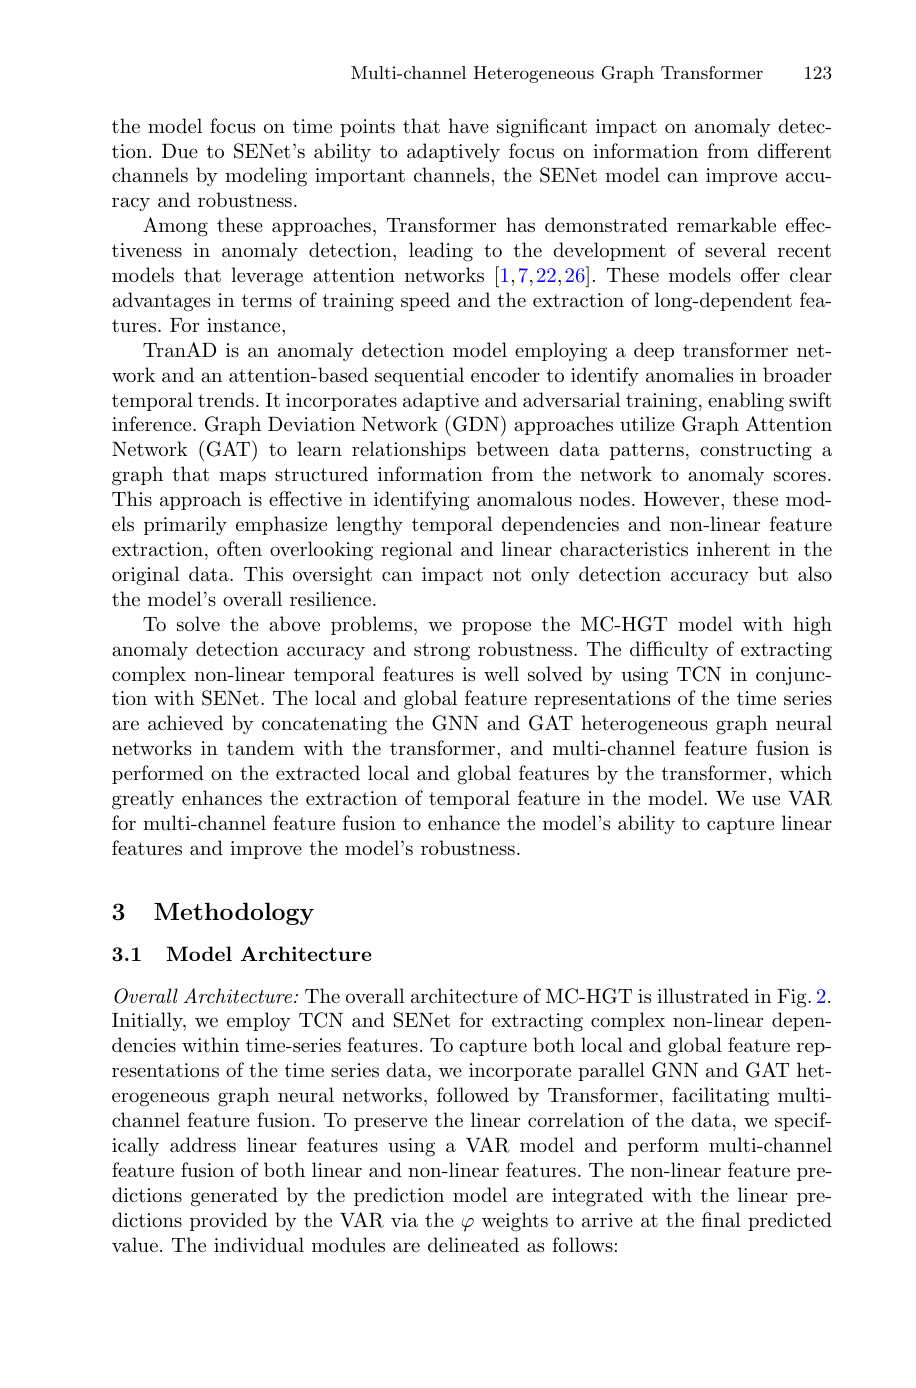 Multi-channel Heterogeneous Graph Transformer 123
the model focus on time points that have significant impact on anomaly detec-
tion. Due to SENet's ability to adaptively focus on information from different
channels by modeling important channels, the SENet model can improve accu-
racy and robustness.
Among these approaches, Transformer has demonstrated remarkable effec-
tiveness in anomaly detection, leading to the development of several recent
models that leverage attention networks [1,7,22,26]. These models offer clear
advantages in terms of training speed and the extraction of long-dependent fea-
tures. For instance,
TranAD is an anomaly detection model employing a deep transformer net-
work and an attention-based sequential encoder to identify anomalies in broader
temporal trends. It incorporates adaptive and adversarial training, enabling swift
inference. Graph Deviation Network (GDN) approaches utilize Graph Attention
Network (GAT) to learn relationships between data patterns, constructing a
graph that maps structured information from the network to anomaly scores.
This approach is effective in identifying anomalous nodes. However, these mod-
els primarily emphasize lengthy temporal dependencies and non-linear feature
extraction, often overlooking regional and linear characteristics inherent in the
original data. This oversight can impact not only detection accuracy but also
the model's overall resilience.
To solve the above problems, we propose the MC-HGT model with high
anomaly detection accuracy and strong robustness. The difficulty of extracting
complex non-linear temporal features is well solved by using TCN in conjunc-
tion with SENet. The local and global feature representations of the time series
are achieved by concatenating the GNN and GAT heterogeneous graph neural
networks in tandem with the transformer, and multi-channel feature fusion is
performed on the extracted local and global features by the transformer, which
greatly enhances the extraction of temporal feature in the model. We use VAR
for multi-channel feature fusion to enhance the model's ability to capture linear
features and improve the model's robustness.
3 Methodology
3.1 Model Architecture
Overall Architecture: The overall architecture of MC-HGT is illustrated in Fig. 2.
Initially, we employ TCN and SENet for extracting complex non-linear depen-
dencies within time-series features. To capture both local and global feature rep-
resentations of the time series data, we incorporate parallel GNN and GAT het-
erogeneous graph neural networks, followed by Transformer, facilitating multi-
channel feature fusion. To preserve the linear correlation of the data, we specif-
ically address linear features using a VAR model and perform multi-channel
feature fusion of both linear and non-linear features. The non-linear feature pre-
dictions generated by the prediction model are integrated with the linear pre-
dictions provided by the VAR via the φ weights to arrive at the final predicted
value. The individual modules are delineated as follows: